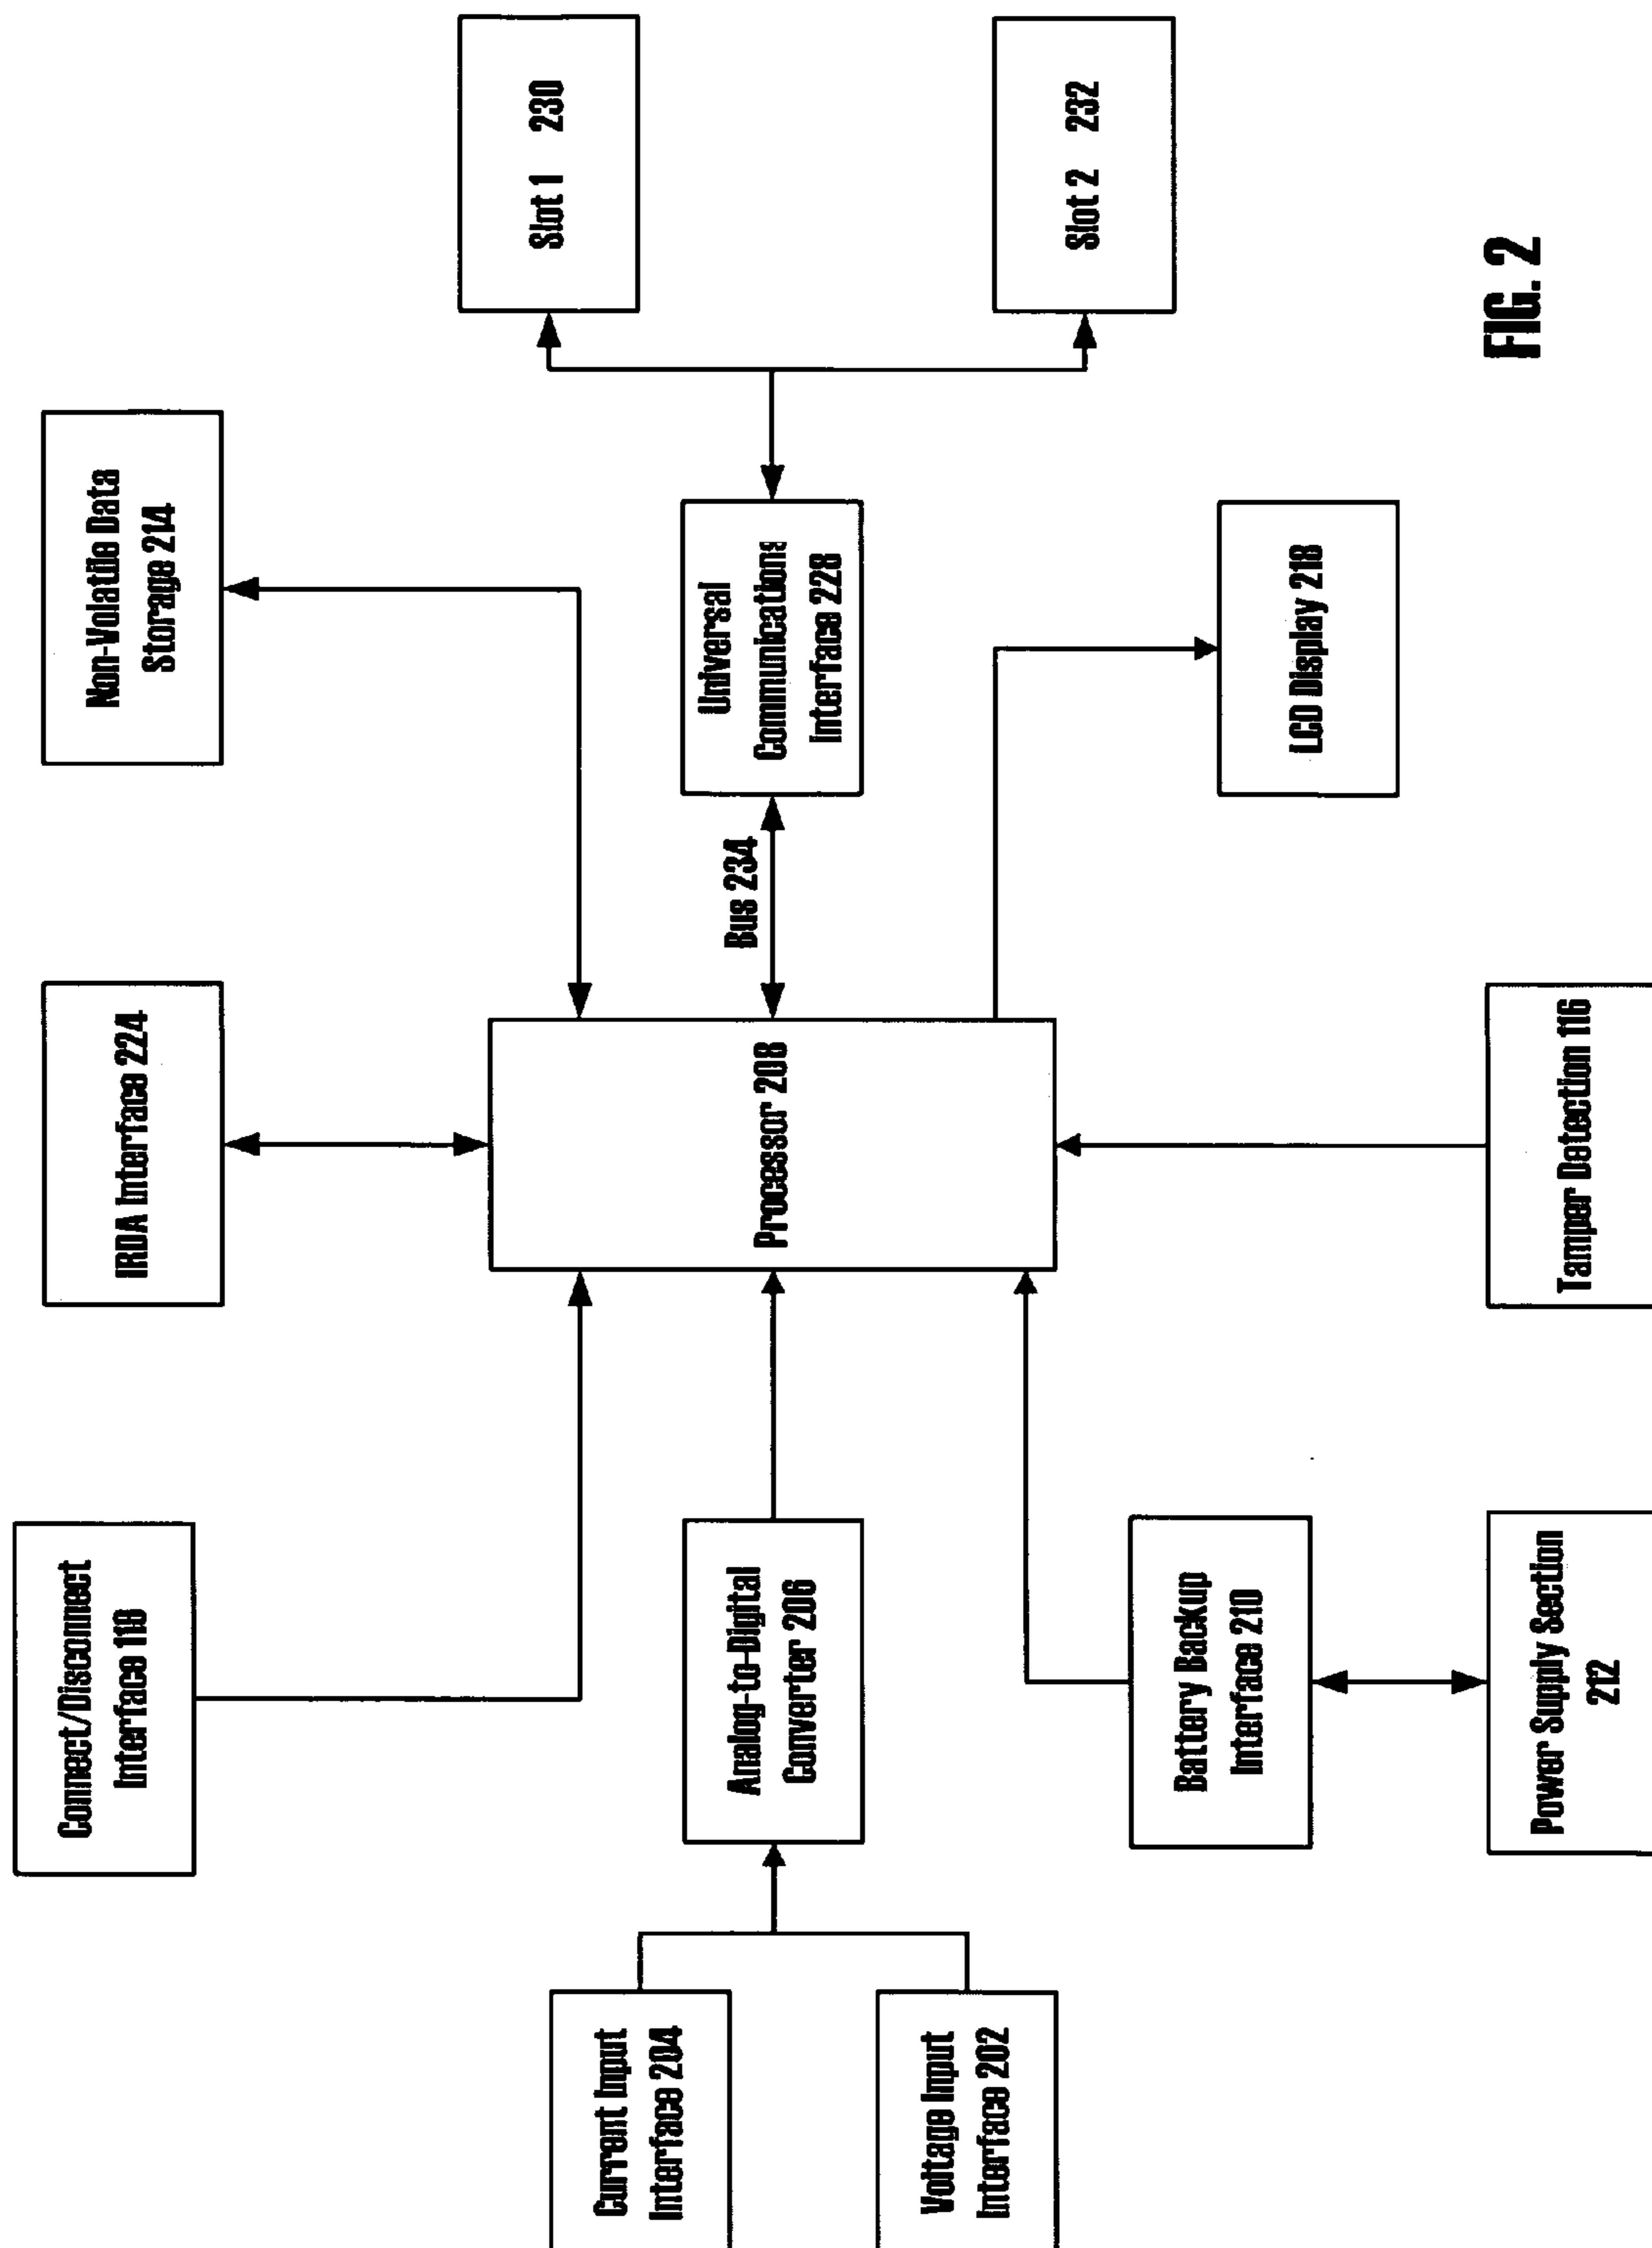 Connect/Disconnect
Interface 118
IRDA Interface 224
Non-Volatile Data
Storage 214
Slot 1 230
Current Input
Interface 204
Analog-to-Digital
Converter 206
Processor 208
Bus 234
Universal
Communications
Interface 228
Voltage Input
Interface 202
Slot 2 232
Battery Backup
Interface 210
LCD Display 218
Power Supply Section
212
Tamper Detection 116
FIG. 2